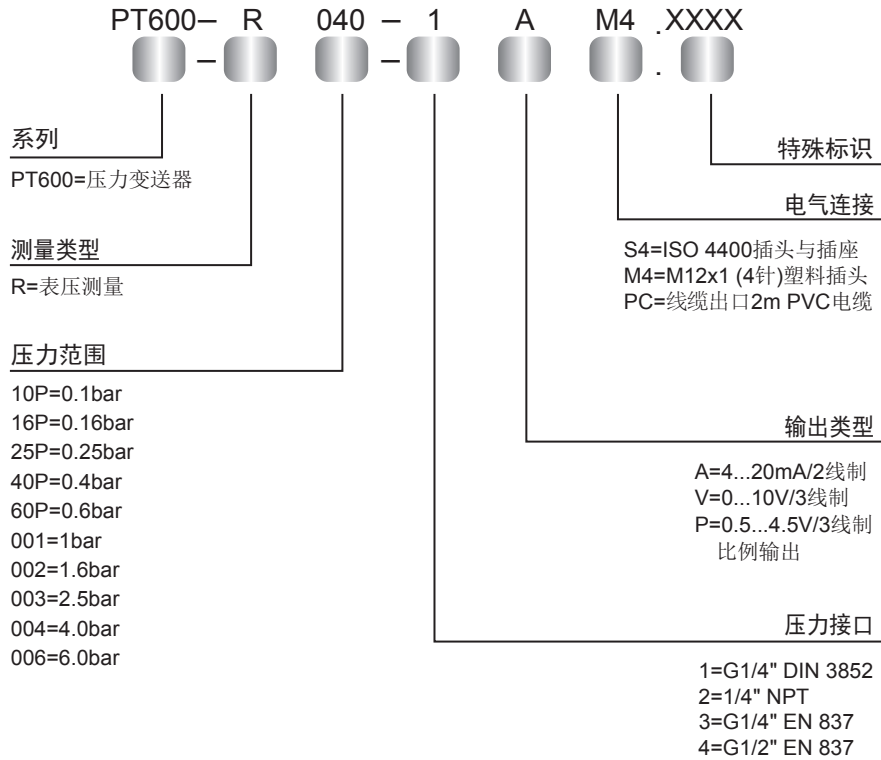 PT600– R 040 – 1 A M4 .XXXX
– – .
系列
PT600=压力变送器
测量类型
R=表压测量
压力范围
10P=0.1bar
16P=0.16bar
25P=0.25bar
40P=0.4bar
60P=0.6bar
001=1bar
002=1.6bar
003=2.5bar
004=4.0bar
006=6.0bar
特殊标识
电气连接
S4=ISO 4400插头与插座
M4=M12x1 (4针)塑料插头
PC=线缆出口2m PVC电缆
输出类型
A=4...20mA/2线制
V=0...10V/3线制
P=0.5...4.5V/3线制
比例输出
压力接口
1=G1/4" DIN 3852
2=1/4" NPT
3=G1/4" EN 837
4=G1/2" EN 837